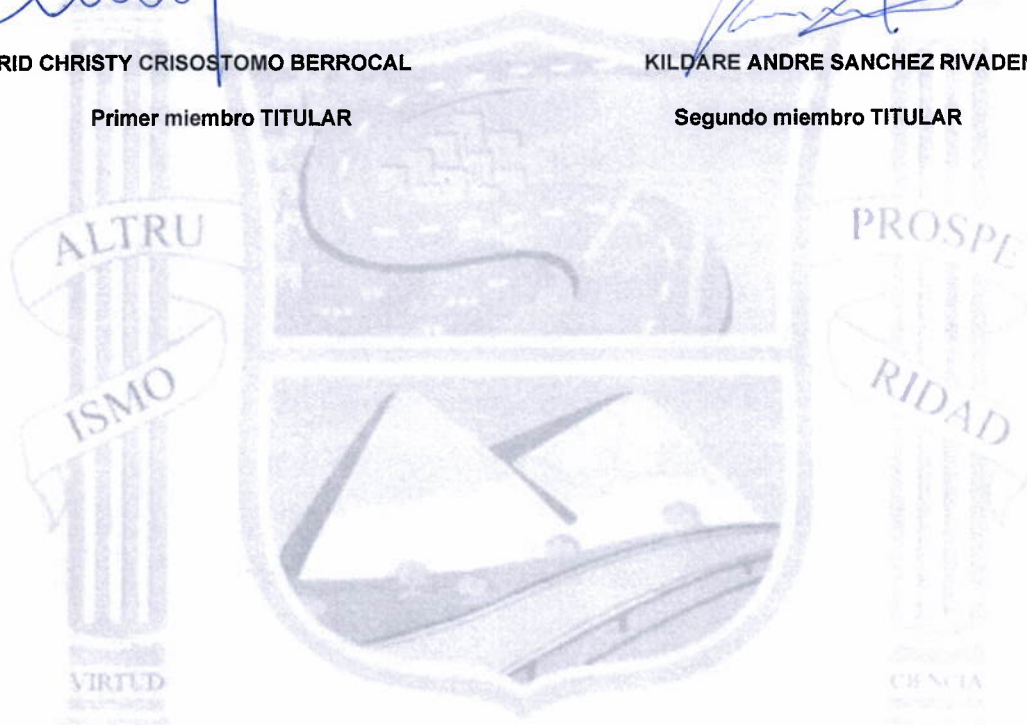 RID CHRISTY CRISOSTOMO BERROCAL
Primer miembro TITULAR
KILDARE ANDRE SANCHEZ RIVADEN
Segundo miembro TITULAR
ALTRU
ISMO
PROSPE
RIDAD
VIRTUD
CIENCIA